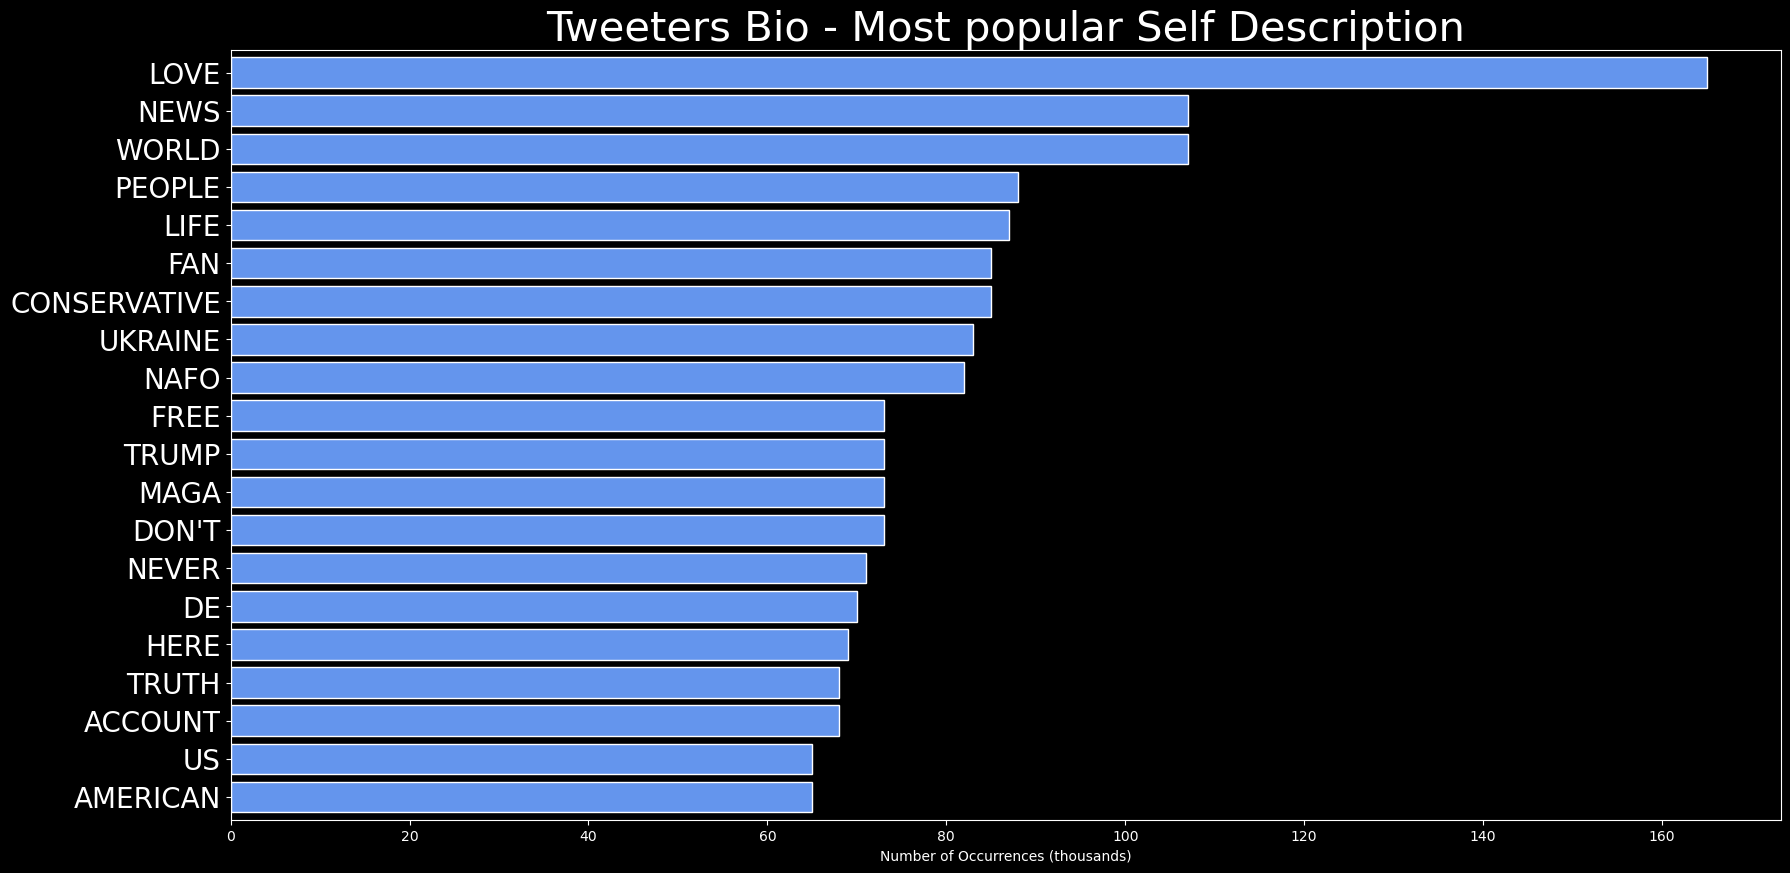 Tweeters Bio - Most popular Self Description
LOVE
NEWS
WORLD
PEOPLE
LIFE
FAN
CONSERVATIVE
UKRAINE
NAFO
FREE
TRUMP
MAGA
DON'T
NEVER
DE
HERE
TRUTH
ACCOUNT
US
AMERICAN
0 20 40 60 80 100 120 140 160
Number of Occurrences (thousands)